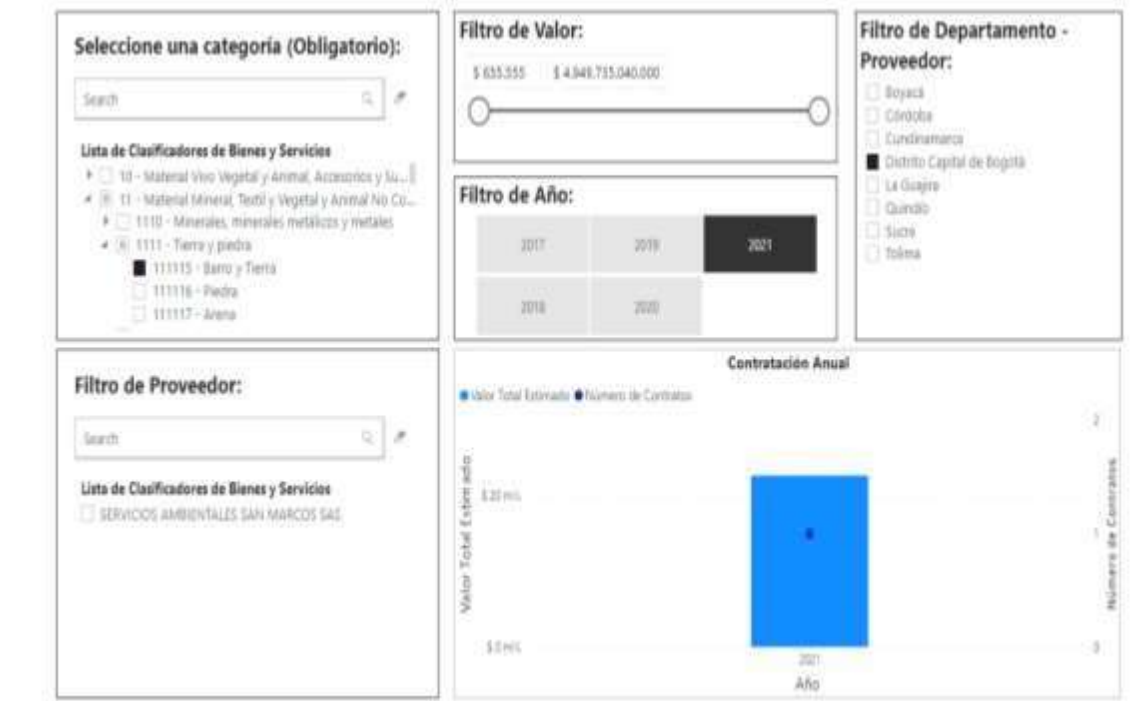 Seleccione una categoría (Obligatorio):
Search
Lista de Clasificadores de Bienes y Servicios
10 - Material Vivo Vegetal y Animal, Accesorios y Su...
11 - Material Mineral, Textil y Vegetal y Animal No Co...
1110 - Minerales, minerales metálicos y metales
1111 - Tierra y piedra
111115 - Barro y Tierra
111116 - Piedra
111117 - Arena
Filtro de Valor:
$ 655.555 $ 4.949.735.040.000
Filtro de Año:
2017 2019 2021
2018 2020
Filtro de Departamento -
Proveedor:
Boyacá
Córdoba
Cundinamarca
Distrito Capital de Bogotá
La Guajira
Quindío
Sucre
Tolima
Filtro de Proveedor:
Search
Lista de Clasificadores de Bienes y Servicios
SERVICIOS AMBIENTALES SAN MARCOS SAS
Contratación Anual
Valor Total Estimado Número de Contratos
Valor Total Estimado
$ 20 mil
$ 0 mil
2
1
0
Número de Contratos
2021
Año